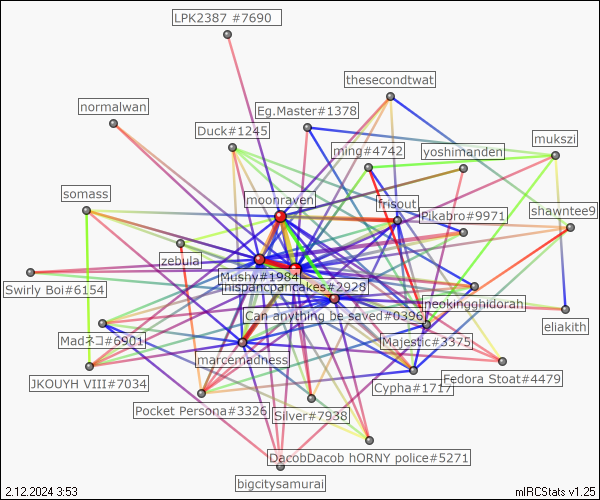 LPK2387 #7690
thesecondtwat
normalwan
Eg.Master#1378
Duck#1245
mukszi
ming#4742
yoshimanden
somass
moonraven
frisout
Pikabro#9971
shawntee9
zebula
Mushy#1984
Swirly Boi#6154
hispancpancakes#2928
neokingghidorah
Can anything be saved#0396
eliakith
Madネコ#6901
Majestic#3375
marcemadness
JKOUYH VIII#7034
Cypha#1717
Fedora Stoat#4479
Pocket Persona#3326
Silver#7938
DacobDacob hORNY police#5271
bigcitysamurai
2.12.2024 3:53
mIRCStats v1.25